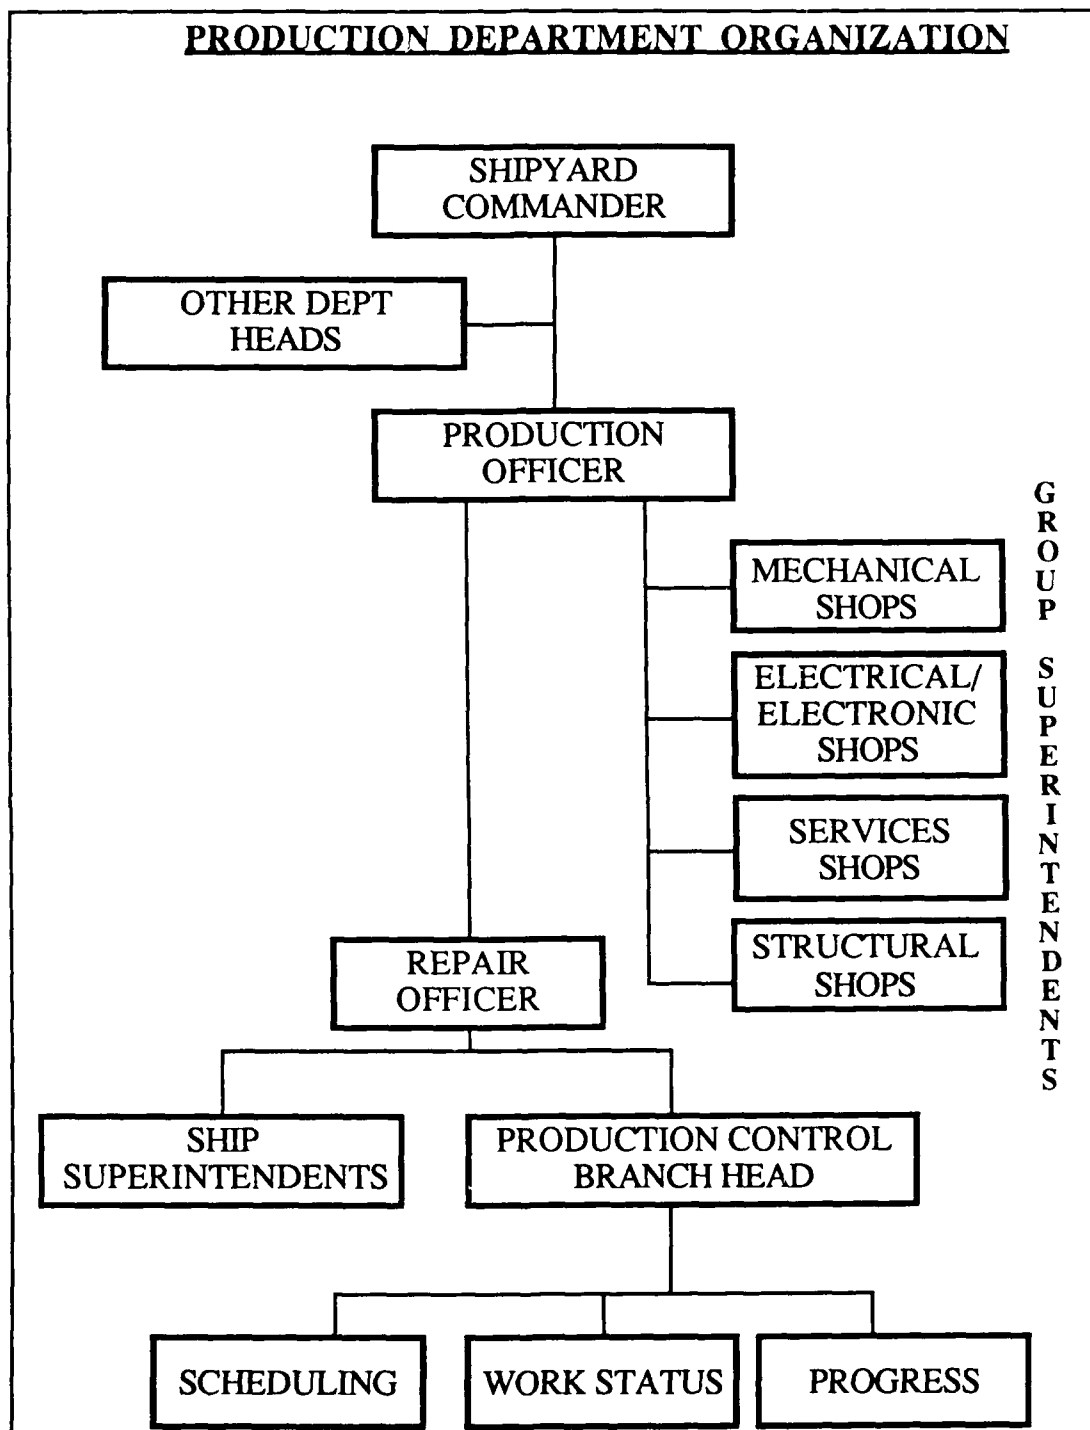 PRODUCTION DEPARTMENT ORGANIZATION
SHIPYARD
COMMANDER
OTHER DEPT
HEADS
PRODUCTION
OFFICER
GROUP SUPERINTENDENTS
MECHANICAL
SHOPS
ELECTRICAL/
ELECTRONIC
SHOPS
SERVICES
SHOPS
STRUCTURAL
SHOPS
REPAIR
OFFICER
SHIP
SUPERINTENDENTS
PRODUCTION CONTROL
BRANCH HEAD
SCHEDULING
WORK STATUS
PROGRESS